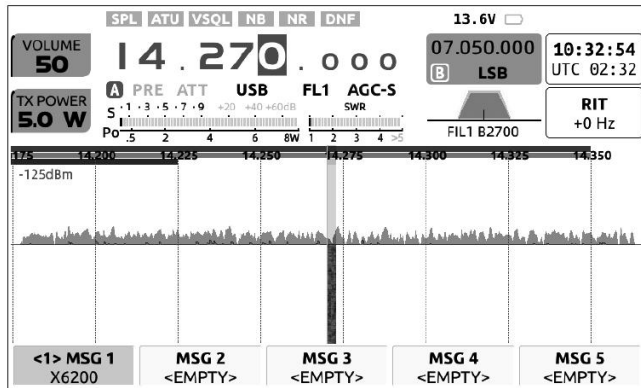 SPL ATU VSQL NB NR DNF 13.6V
VOLUME
50
14.270.000
07.050.000
B LSB
10:32:54
UTC 02:32
A PRE ATT USB FL1 AGC-S
TX POWER
5.0 W
S ·1 ·3 ·5 ·7 ·9 +20 +40 +60dB SWR
Po .5 2 4 6 8W 1 2 3 4 >5
FIL1 B2700
RIT
+0 Hz
175 14.200 14.225 14.250 14.275 14.300 14.325 14.350
-125dBm
<1> MSG 1 MSG 2 MSG 3 MSG 4 MSG 5
X6200 <EMPTY> <EMPTY> <EMPTY> <EMPTY>